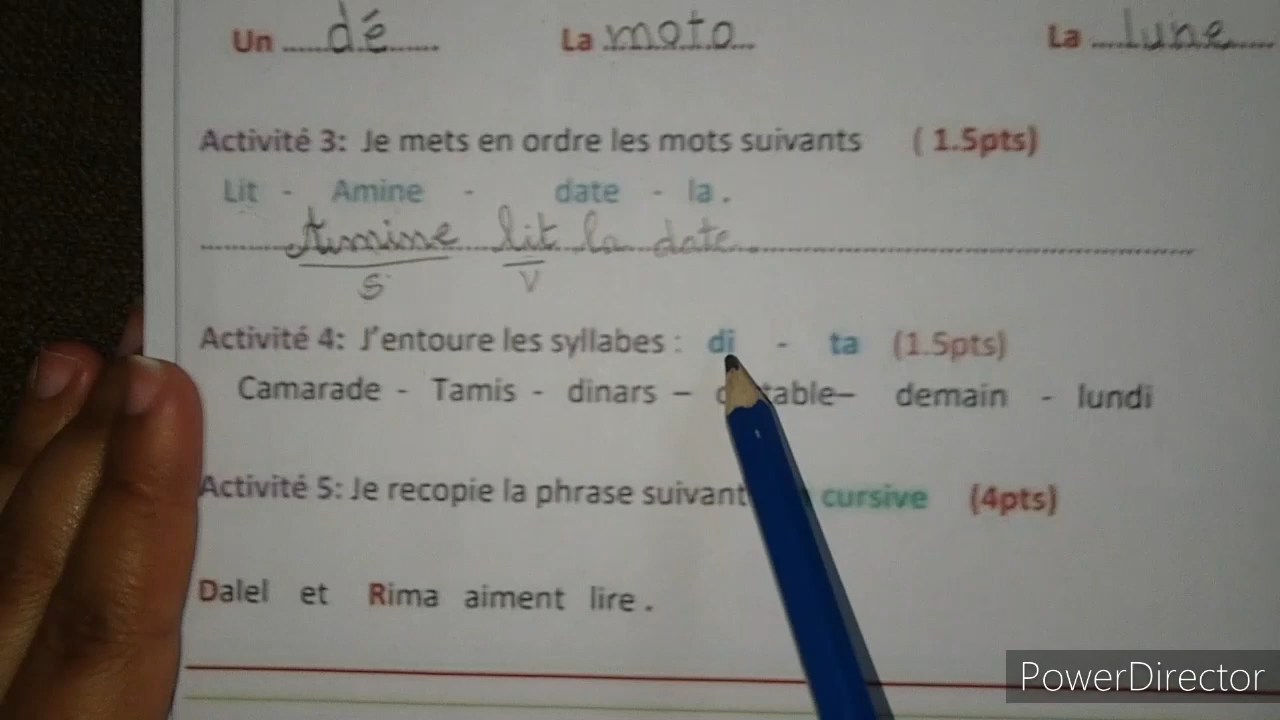 Un ......dé...... La moto La ....lune....
Activité 3: Je mets en ordre les mots suivants ( 1.5pts)
Lit - Amine - date - la .
Amine lit la date.
S V
Activité 4: J'entoure les syllabes : di - ta (1.5pts)
Camarade - Tamis - dinars – table– demain - lundi
Activité 5: Je recopie la phrase suivant cursive (4pts)
Dalel et Rima aiment lire .
PowerDirector